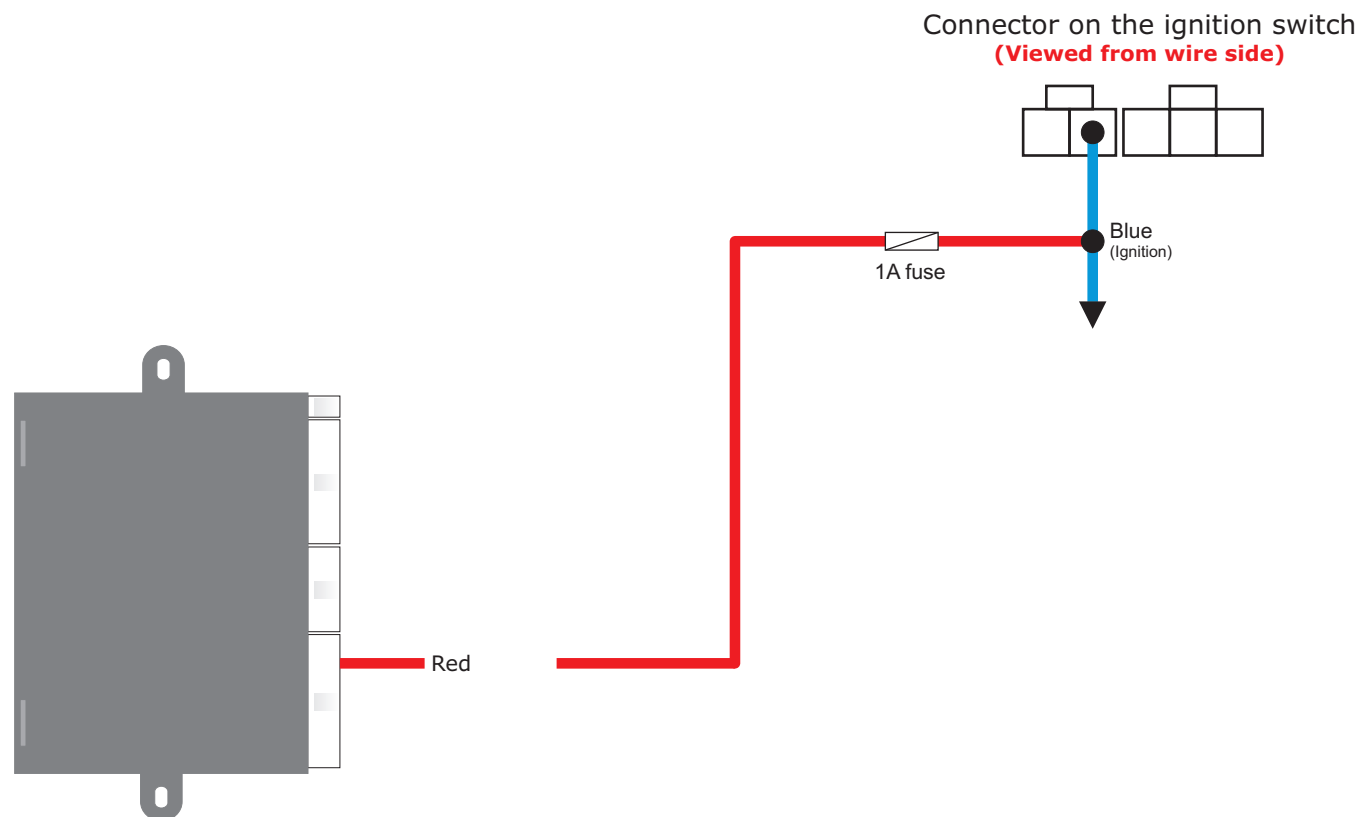 Connector on the ignition switch
(Viewed from wire side)
Blue
(Ignition)
1A fuse
Red